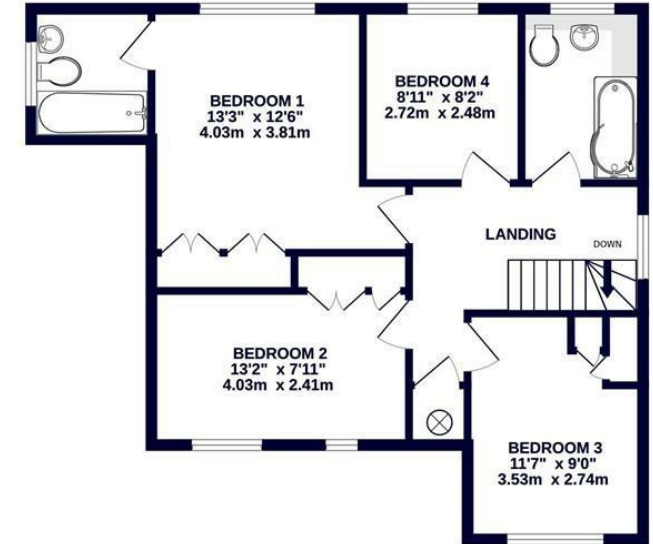 BEDROOM 1
13'3" x 12'6"
4.03m x 3.81m
BEDROOM 4
8'11" x 8'2"
2.72m x 2.48m
LANDING
DOWN
BEDROOM 2
13'2" x 7'11"
4.03m x 2.41m
BEDROOM 3
11'7" x 9'0"
3.53m x 2.74m